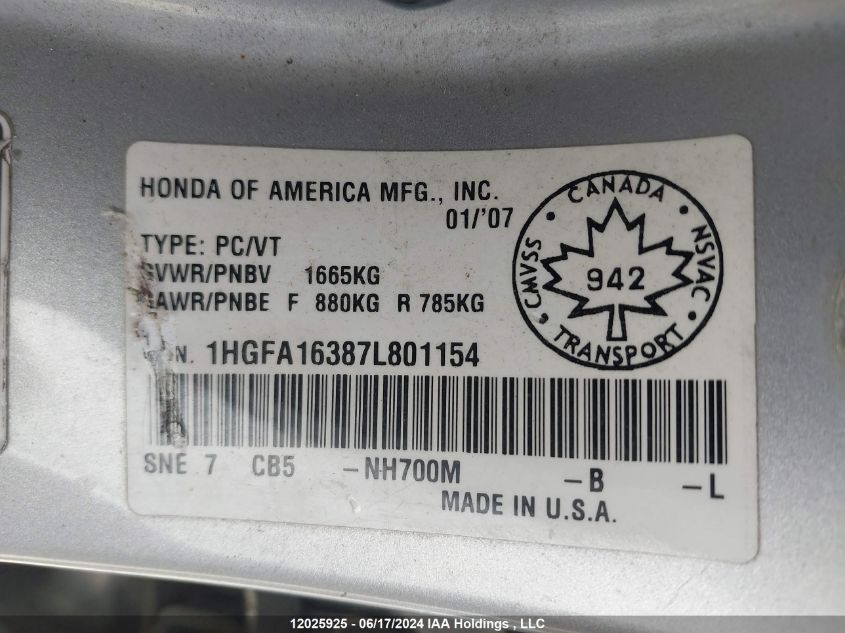 HONDA OF AMERICA MFG., INC.
01/'07
TYPE: PC/VT
GVWR/PNBV 1665KG
GAWR/PNBE F 880KG R 785KG
1HGFA16387L801154
SNE 7 CB5 -NH700M -B -L
MADE IN U.S.A.
CANADA
CMVSS
942
NSVAC
TRANSPORT
12025925 - 06/17/2024 IAA Holdings , LLC